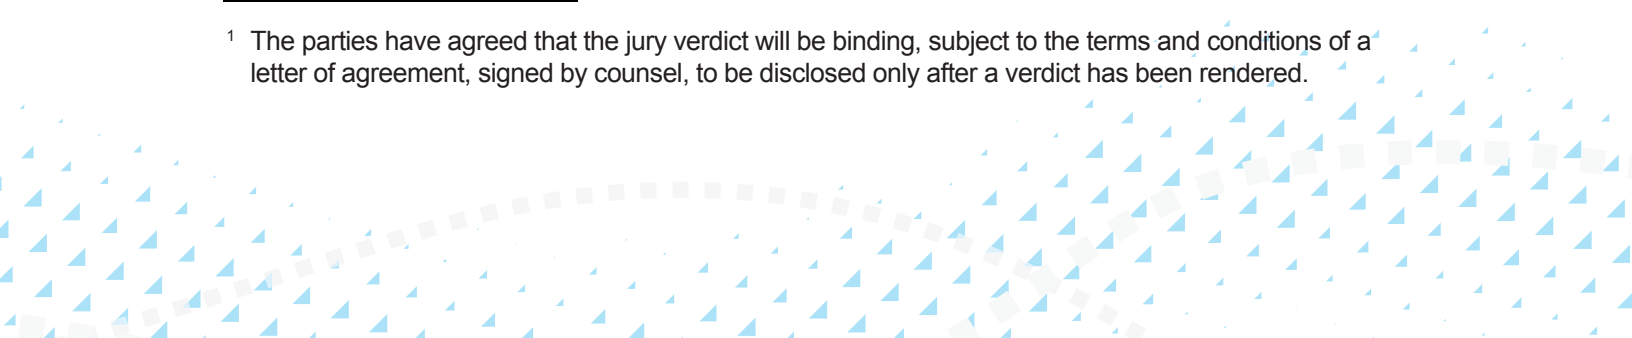 1 The parties have agreed that the jury verdict will be binding, subject to the terms and conditions of a
letter of agreement, signed by counsel, to be disclosed only after a verdict has been rendered.